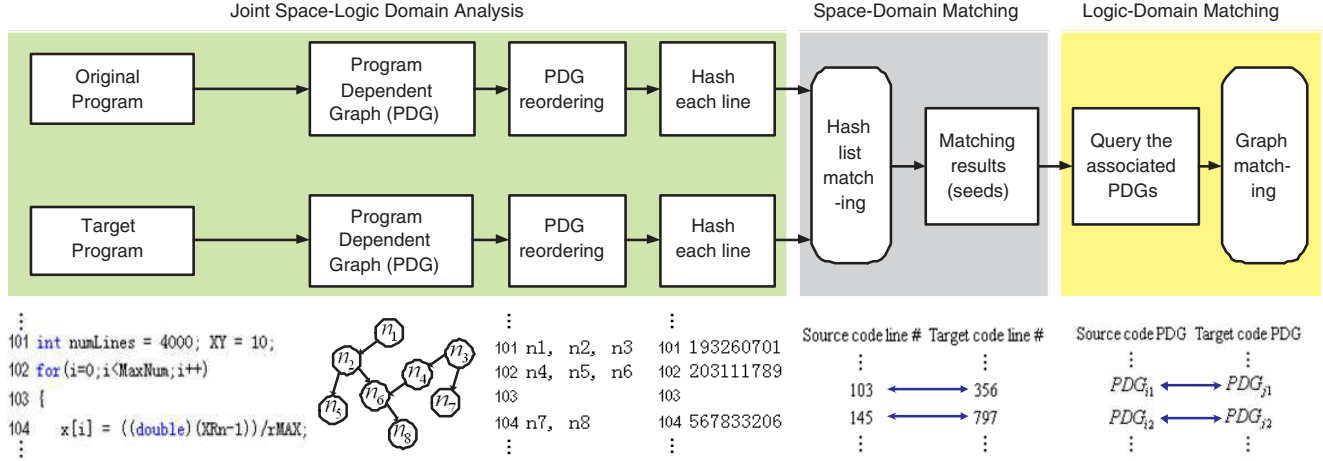 Joint Space-Logic Domain Analysis
Space-Domain Matching
Logic-Domain Matching
Original
Program
Program
Dependent
Graph (PDG)
PDG
reordering
Hash
each line
Target
Program
Program
Dependent
Graph (PDG)
PDG
reordering
Hash
each line
Hash
list
match
-ing
Matching
results
(seeds)
Query the
associated
PDGs
Graph
match-
ing
⋮
101 int numLines = 4000; XY = 10;
102 for(i=0;i<MaxNum;i++)
103 {
104 x[i] = ((double)(XRn-1))/rMAX;
⋮
n1
n2
n3
n4
n5
n6
n7
n8
⋮
101 n1, n2, n3
102 n4, n5, n6
103
104 n7, n8
⋮
⋮
101 193260701
102 203111789
103
104 567833206
⋮
Source code line # Target code line #
⋮ ⋮
103 356
145 797
⋮ ⋮
Source code PDG Target code PDG
⋮ ⋮
PDGi1 PDGj1
PDGi2 PDGj2
⋮ ⋮